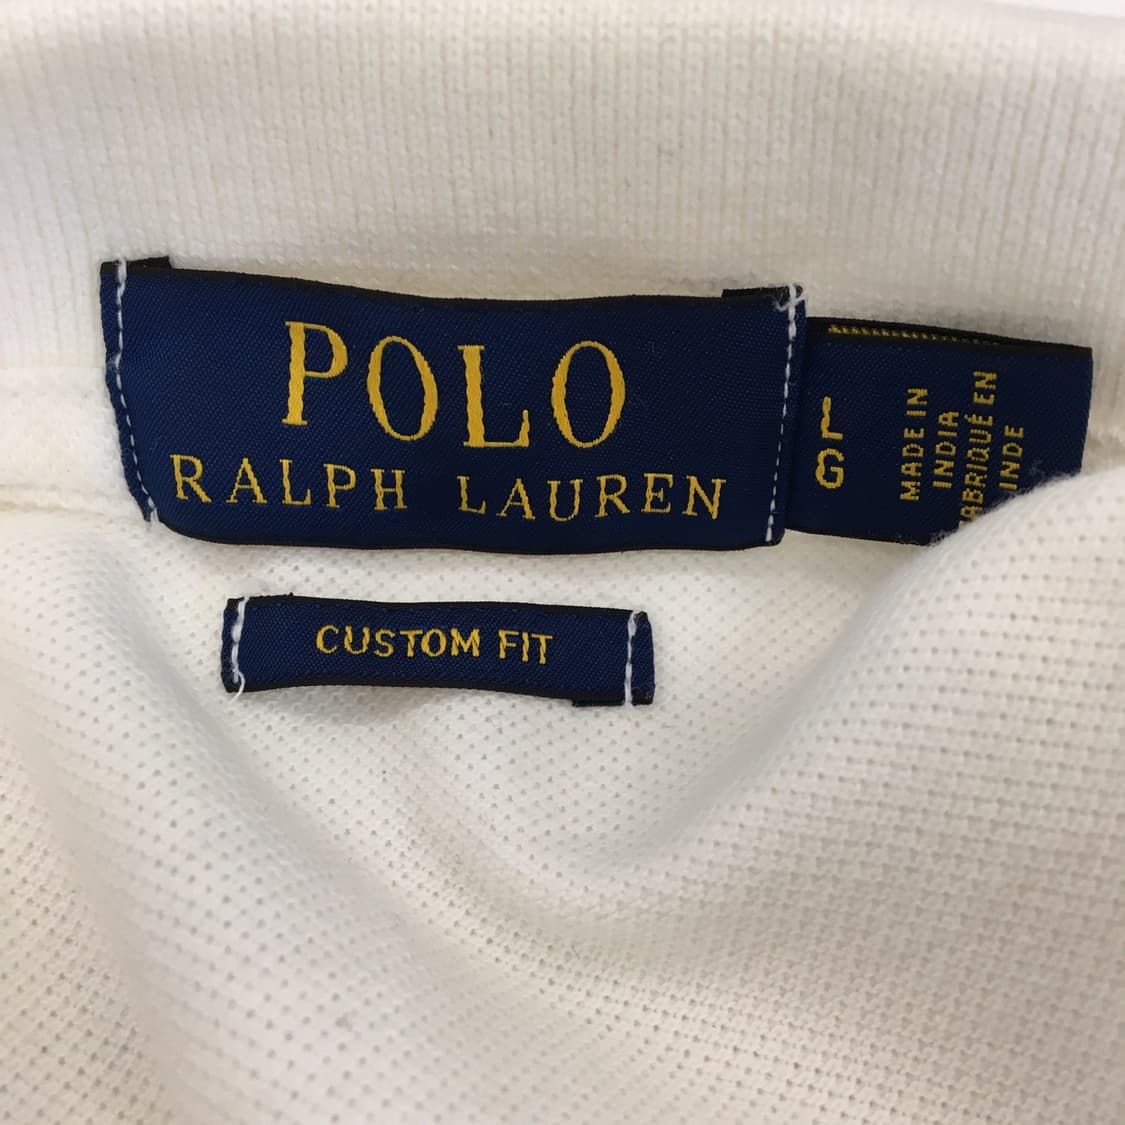 POLO
RALPH LAUREN
L
G
MADE IN
INDIA
FABRIQUÉ EN
INDE
CUSTOM FIT